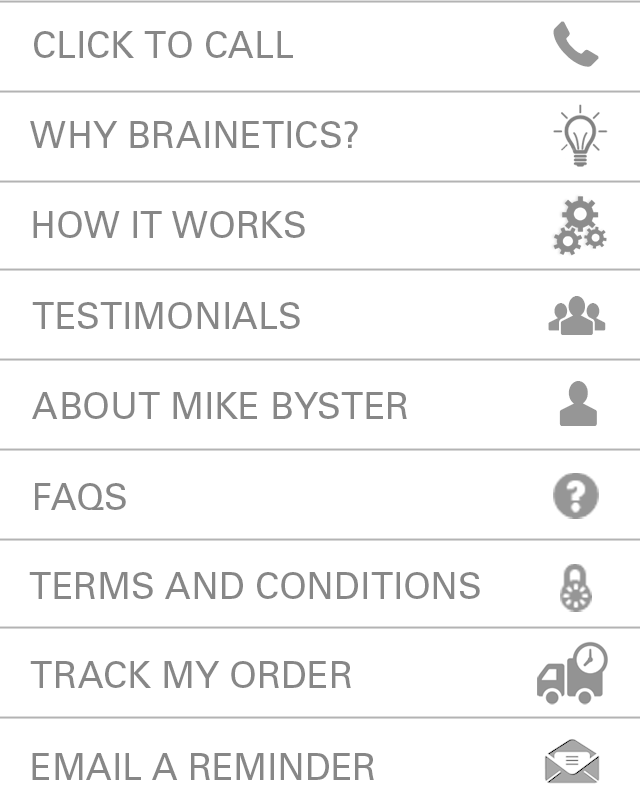 CLICK TO CALL
WHY BRAINETICS?
HOW IT WORKS
TESTIMONIALS
ABOUT MIKE BYSTER
FAQS
TERMS AND CONDITIONS
TRACK MY ORDER
EMAIL A REMINDER